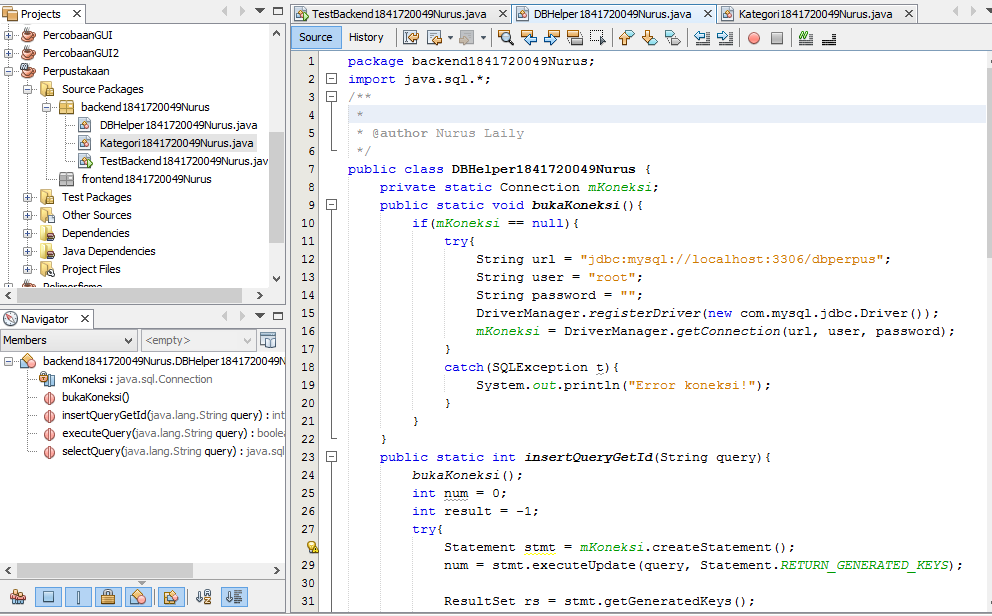 Projects
PercobaanGUI
PercobaanGUI2
Perpustakaan
Source Packages
backend1841720049Nurus
DBHelper1841720049Nurus.java
Kategori1841720049Nurus.java
TestBackend1841720049Nurus.jav
frontend1841720049Nurus
Test Packages
Other Sources
Dependencies
Java Dependencies
Project Files
Navigator
Members
<empty>
backend1841720049Nurus.DBHelper1841720049N
mKoneksi : java.sql.Connection
bukaKoneksi()
insertQueryGetId(java.lang.String query) : int
executeQuery(java.lang.String query) : boolea
selectQuery(java.lang.String query) : java.sql
TestBackend1841720049Nurus.java
DBHelper1841720049Nurus.java
Kategori1841720049Nurus.java
Source History
1 package backend1841720049Nurus;
2 import java.sql.*;
3 /**
4 *
5 * @author Nurus Laily
6 */
7 public class DBHelper1841720049Nurus {
8 private static Connection mKoneksi;
9 public static void bukaKoneksi(){
10 if(mKoneksi == null){
11 try{
12 String url = "jdbc:mysql://localhost:3306/dbperpus";
13 String user = "root";
14 String password = "";
15 DriverManager.registerDriver(new com.mysql.jdbc.Driver());
16 mKoneksi = DriverManager.getConnection(url, user, password);
17 }
18 catch(SQLException t){
19 System.out.println("Error koneksi!");
20 }
21 }
22 }
23 public static int insertQueryGetId(String query){
24 bukaKoneksi();
25 int num = 0;
26 int result = -1;
27 try{
Statement stmt = mKoneksi.createStatement();
29 num = stmt.executeUpdate(query, Statement.RETURN_GENERATED_KEYS);
30
31 ResultSet rs = stmt.getGeneratedKeys();